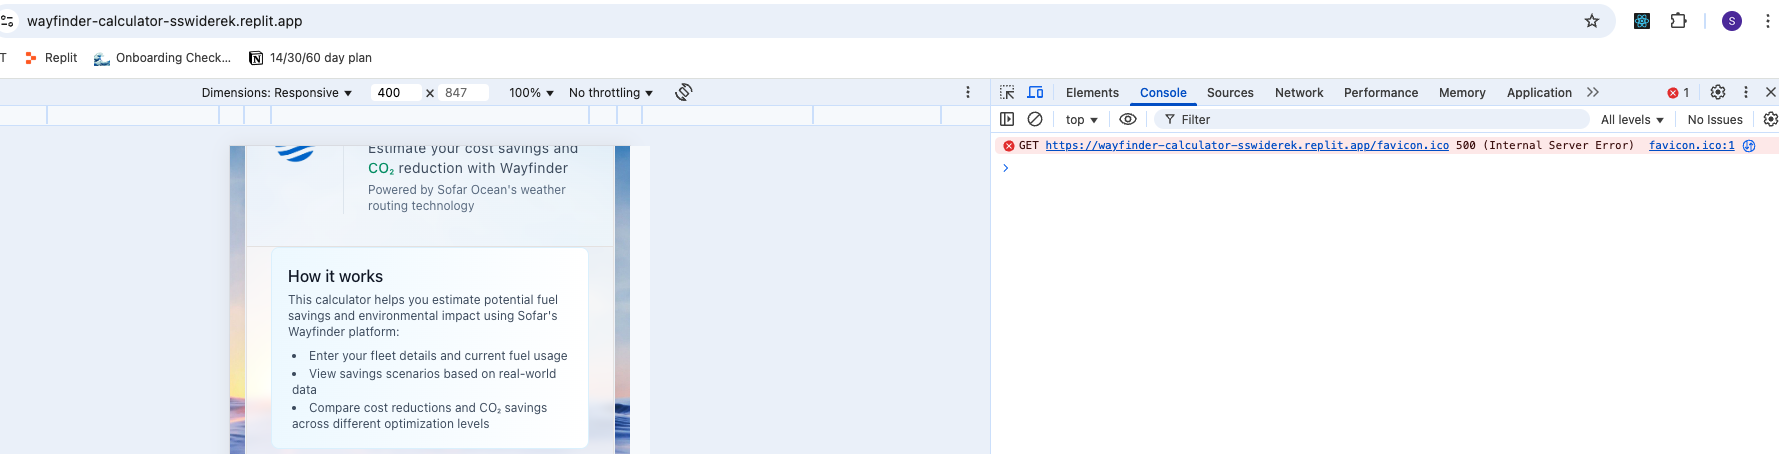 wayfinder-calculator-sswiderek.replit.app
S
T Replit Onboarding Check... 14/30/60 day plan
Dimensions: Responsive 400 × 847 100% No throttling
Elements Console Sources Network Performance Memory Application 1
top Filter All levels No Issues
GET https://wayfinder-calculator-sswiderek.replit.app/favicon.ico 500 (Internal Server Error) favicon.ico:1
Estimate your cost savings and
CO₂ reduction with Wayfinder
Powered by Sofar Ocean's weather
routing technology
How it works
This calculator helps you estimate potential fuel
savings and environmental impact using Sofar's
Wayfinder platform:
• Enter your fleet details and current fuel usage
• View savings scenarios based on real-world
data
• Compare cost reductions and CO₂ savings
across different optimization levels